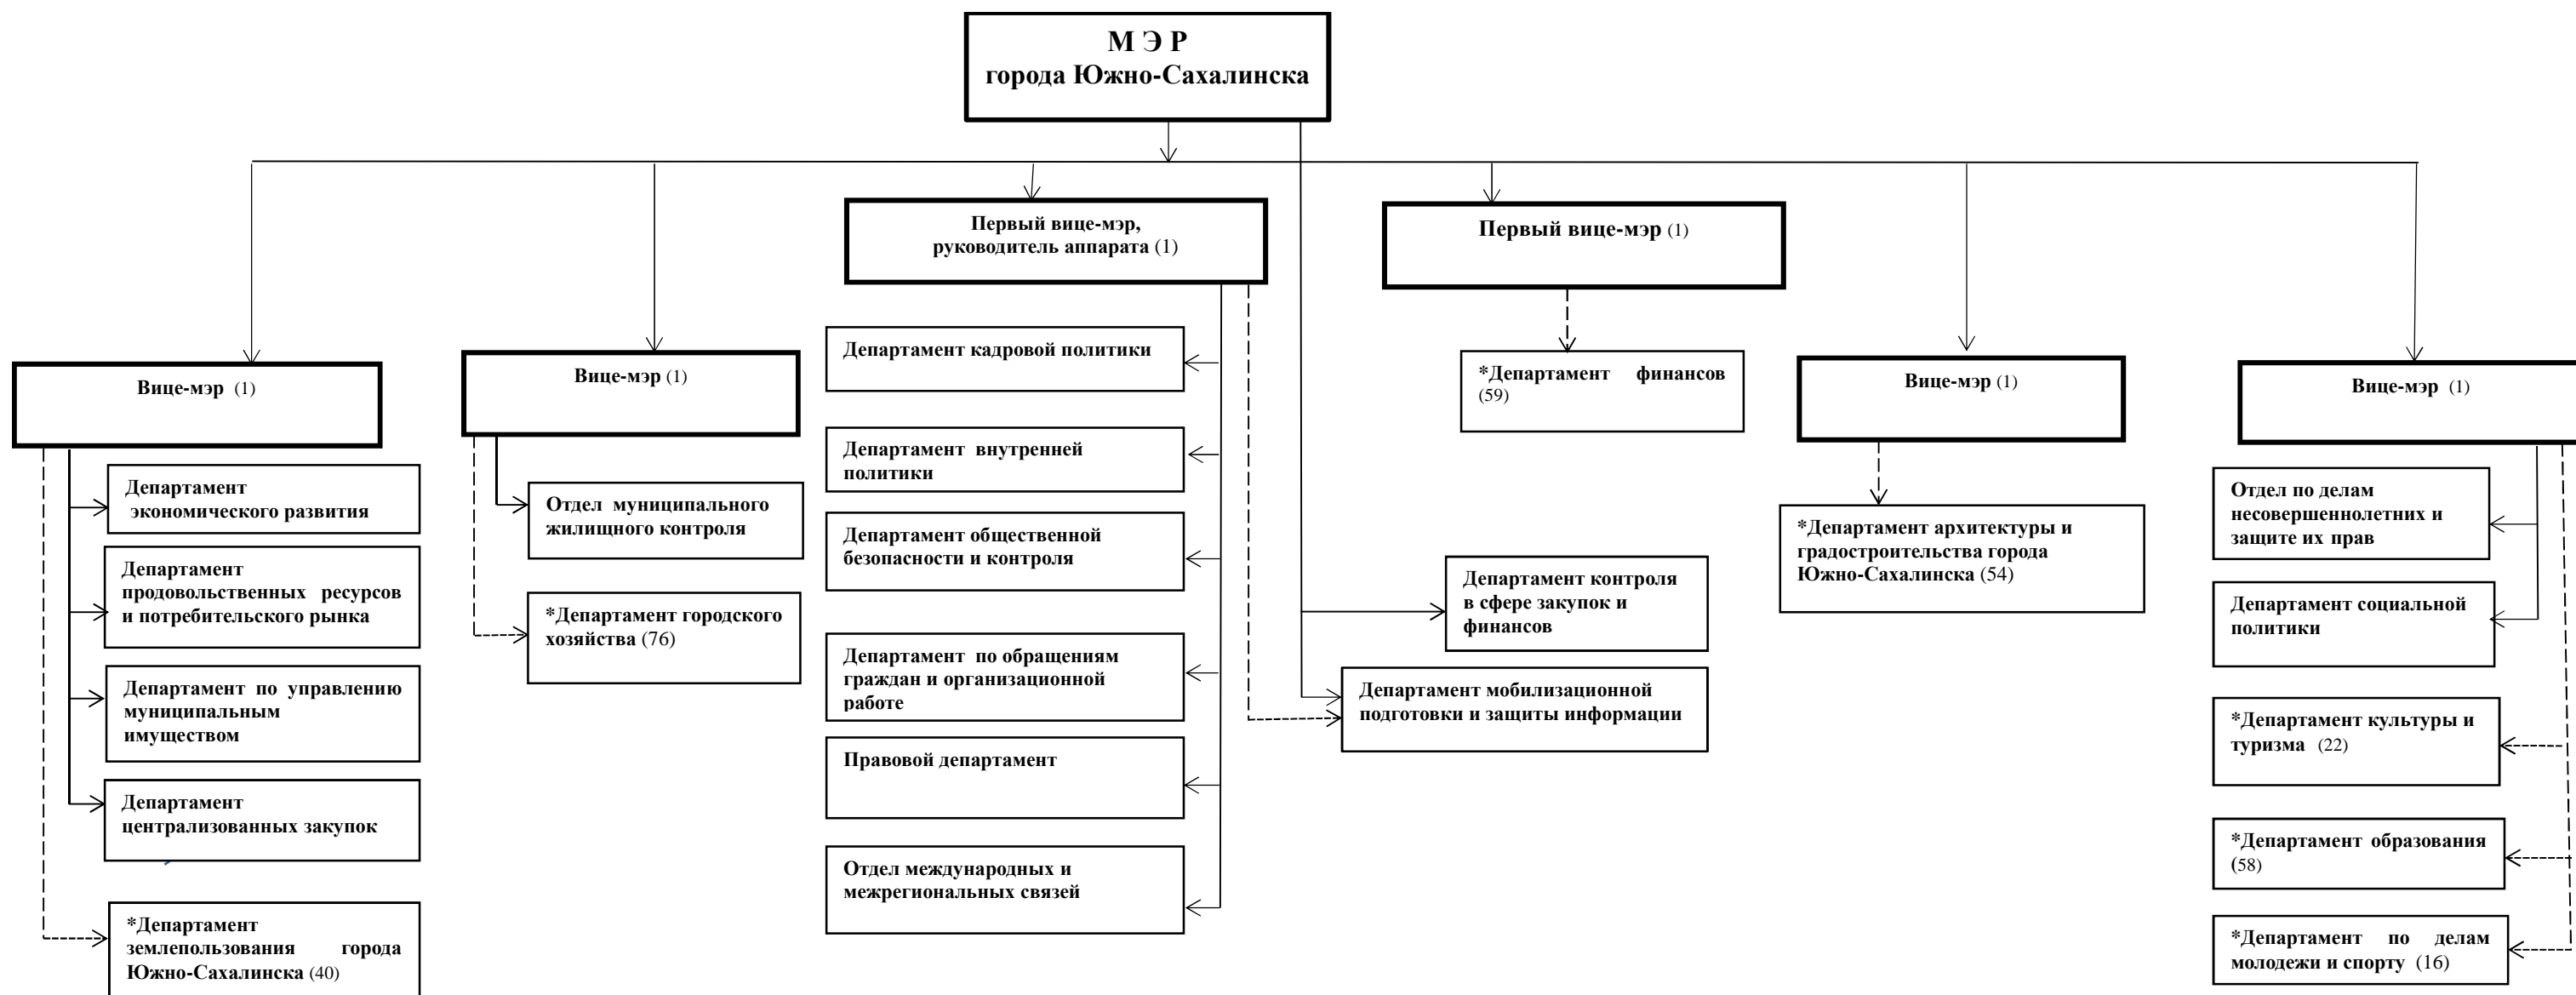 М Э Р
города Южно-Сахалинска
Первый вице-мэр,
руководитель аппарата (1)
Первый вице-мэр (1)
Вице-мэр (1)
Вице-мэр (1)
Вице-мэр (1)
Вице-мэр (1)
Департамент
экономического развития
Департамент
продовольственных ресурсов
и потребительского рынка
Департамент по управлению
муниципальным
имуществом
Департамент
централизованных закупок
*Департамент
землепользования города
Южно-Сахалинска (40)
Отдел муниципального
жилищного контроля
*Департамент городского
хозяйства (76)
Департамент кадровой политики
Департамент внутренней
политики
Департамент общественной
безопасности и контроля
Департамент по обращениям
граждан и организационной
работе
Правовой департамент
Отдел международных и
межрегиональных связей
*Департамент финансов
(59)
Департамент контроля
в сфере закупок и
финансов
Департамент мобилизационной
подготовки и защиты информации
*Департамент архитектуры и
градостроительства города
Южно-Сахалинска (54)
Отдел по делам
несовершеннолетних и
защите их прав
Департамент социальной
политики
*Департамент культуры и
туризма (22)
*Департамент образования
(58)
*Департамент по делам
молодежи и спорту (16)